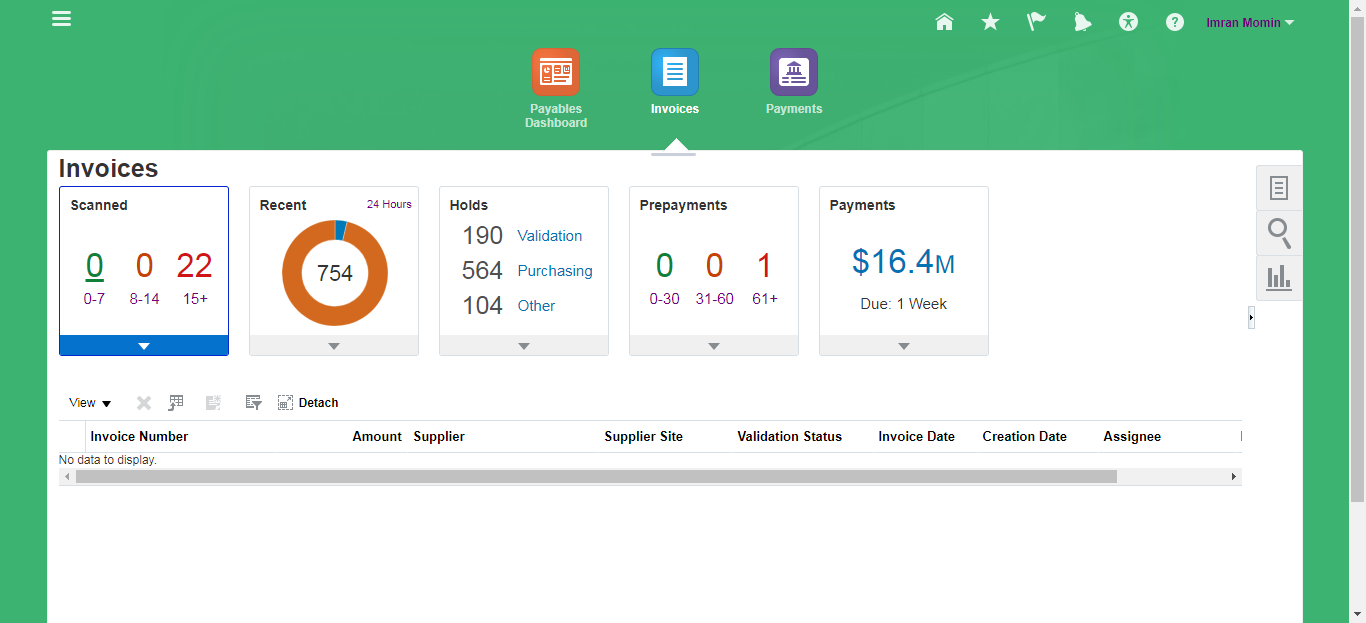 Imran Momin
Payables
Dashboard
Invoices
Payments
Invoices
Scanned
0 0 22
0-7 8-14 15+
Recent 24 Hours
754
Holds
190 Validation
564 Purchasing
104 Other
Prepayments
0 0 1
0-30 31-60 61+
Payments
$16.4M
Due: 1 Week
View Detach
Invoice Number Amount Supplier Supplier Site Validation Status Invoice Date Creation Date Assignee
No data to display.